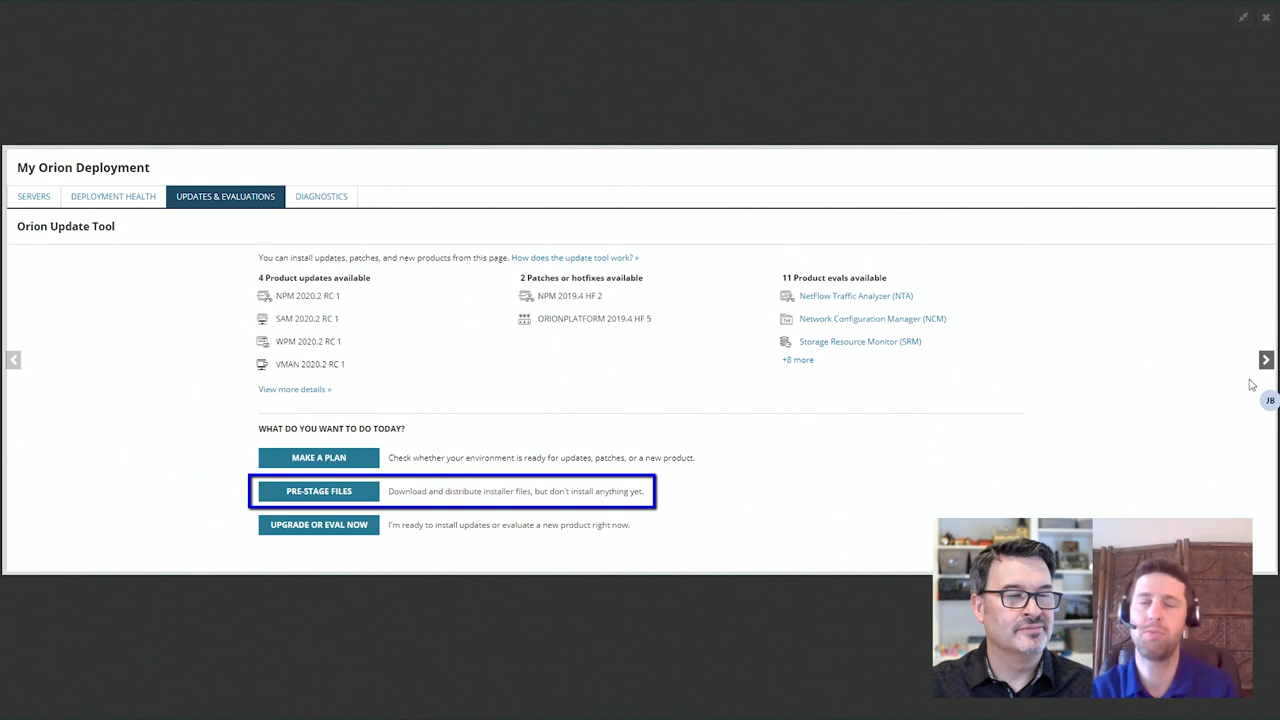 My Orion Deployment
SERVERS DEPLOYMENT HEALTH UPDATES & EVALUATIONS DIAGNOSTICS
Orion Update Tool
You can install updates, patches, and new products from this page. How does the update tool work? »
4 Product updates available
NPM 2020.2 RC 1
SAM 2020.2 RC 1
WPM 2020.2 RC 1
VMAN 2020.2 RC 1
View more details »
2 Patches or hotfixes available
NPM 2019.4 HF 2
ORIONPLATFORM 2019.4 HF 5
11 Product evals available
NetFlow Traffic Analyzer (NTA)
Network Configuration Manager (NCM)
Storage Resource Monitor (SRM)
+8 more
JB
WHAT DO YOU WANT TO DO TODAY?
MAKE A PLAN Check whether your environment is ready for updates, patches, or a new product.
PRE-STAGE FILES Download and distribute installer files, but don't install anything yet.
UPGRADE OR EVAL NOW I'm ready to install updates or evaluate a new product right now.